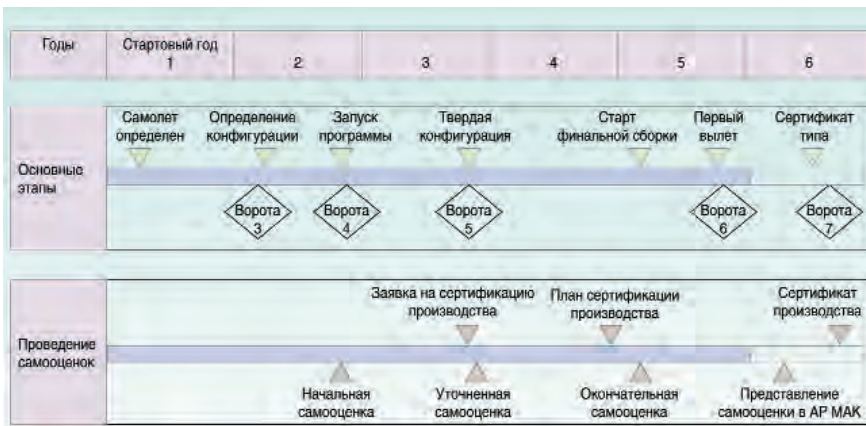 Годы
Стартовый год
1
2
3
4
5
6
Самолет
определен
Определение
конфигурации
Запуск
программы
Твердая
конфигурация
Старт
финальной сборки
Первый
вылет
Сертификат
типа
Основные
этапы
Ворота
3
Ворота
4
Ворота
5
Ворота
6
Ворота
7
Заявка на сертификацию
производства
План сертификации
производства
Сертификат
производства
Проведение
самооценок
Начальная
самооценка
Уточненная
самооценка
Окончательная
самооценка
Представление
самооценки в АР МАК